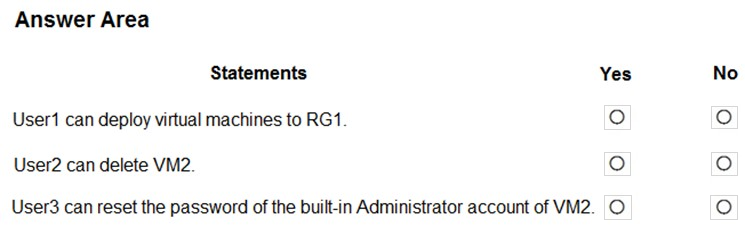 Answer Area
Statements Yes No
User1 can deploy virtual machines to RG1.
User2 can delete VM2.
User3 can reset the password of the built-in Administrator account of VM2.